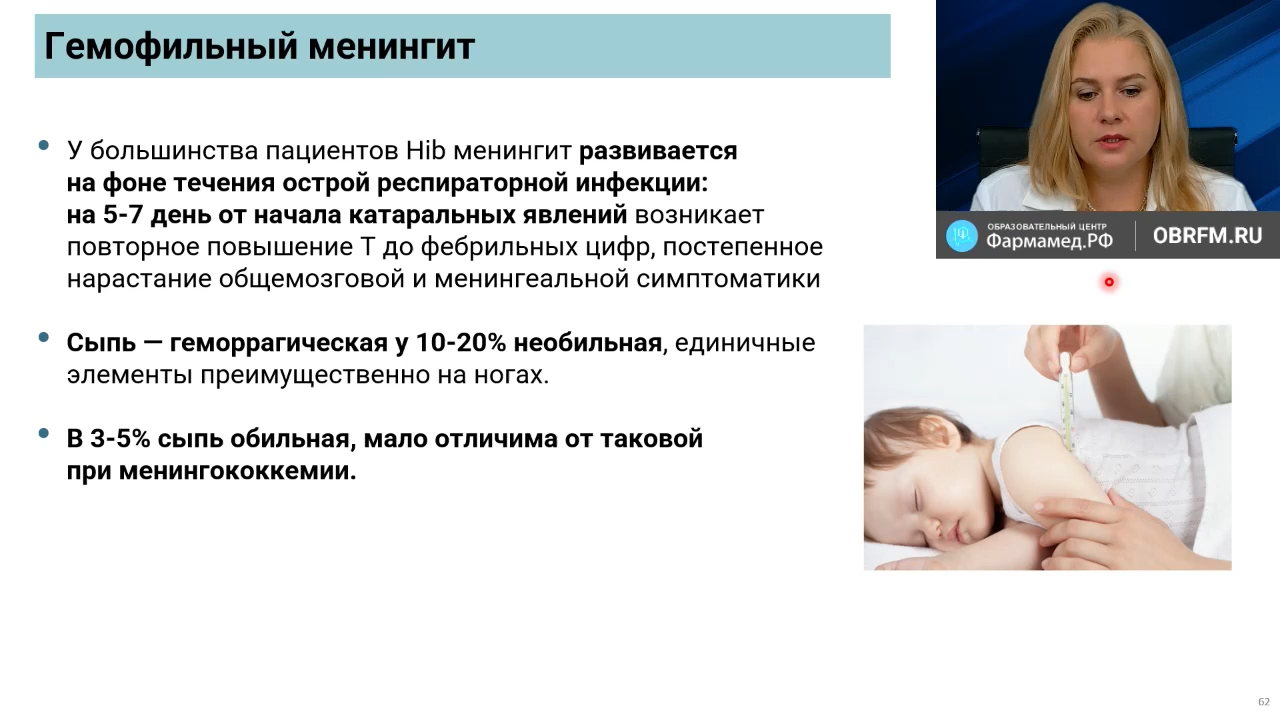 Гемофильный менингит
У большинства пациентов Hib менингит развивается
на фоне течения острой респираторной инфекции:
на 5-7 день от начала катаральных явлений возникает
повторное повышение Т до фебрильных цифр, постепенное
нарастание общемозговой и менингеальной симптоматики
Сыпь — геморрагическая у 10-20% необильная, единичные
элементы преимущественно на ногах.
В 3-5% сыпь обильная, мало отличима от таковой
при менингококкемии.
ОБРАЗОВАТЕЛЬНЫЙ ЦЕНТР
Фармамед.РФ
OBRFM.RU
62